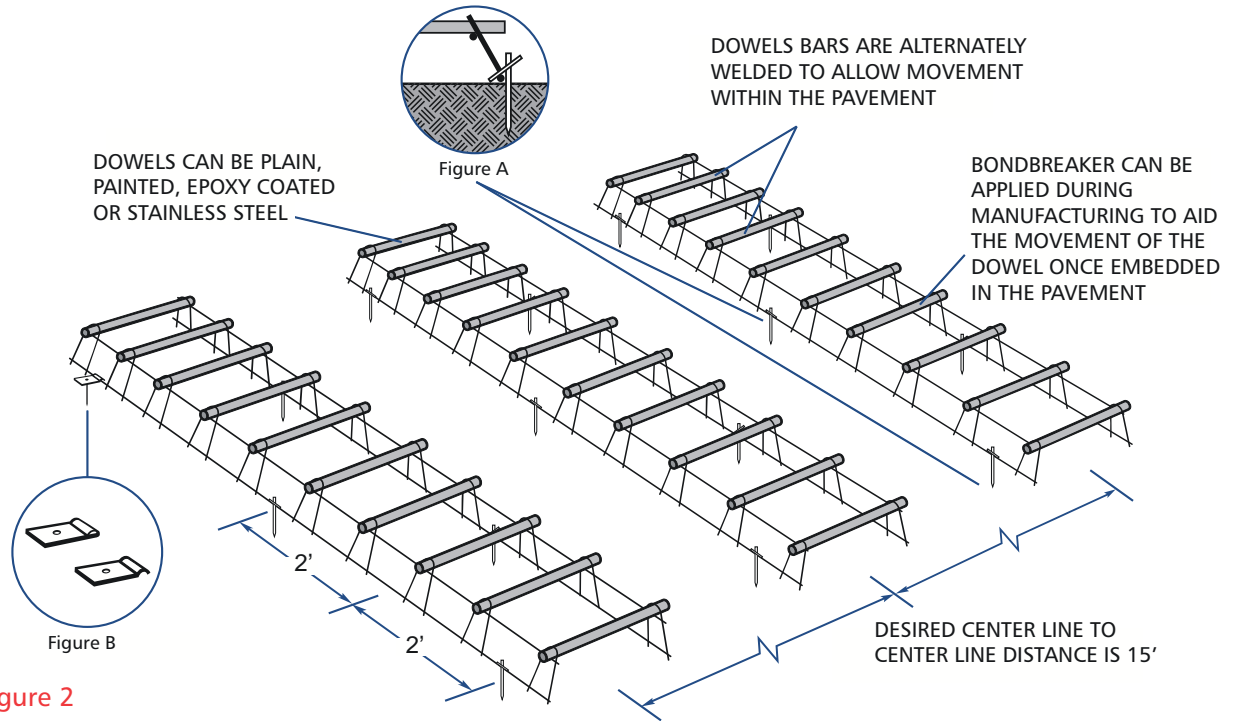 Figure A
DOWELS BARS ARE ALTERNATELY
WELDED TO ALLOW MOVEMENT
WITHIN THE PAVEMENT
DOWELS CAN BE PLAIN,
PAINTED, EPOXY COATED
OR STAINLESS STEEL
BONDBREAKER CAN BE
APPLIED DURING
MANUFACTURING TO AID
THE MOVEMENT OF THE
DOWEL ONCE EMBEDDED
IN THE PAVEMENT
2'
2'
Figure B
DESIRED CENTER LINE TO
CENTER LINE DISTANCE IS 15'
gure 2